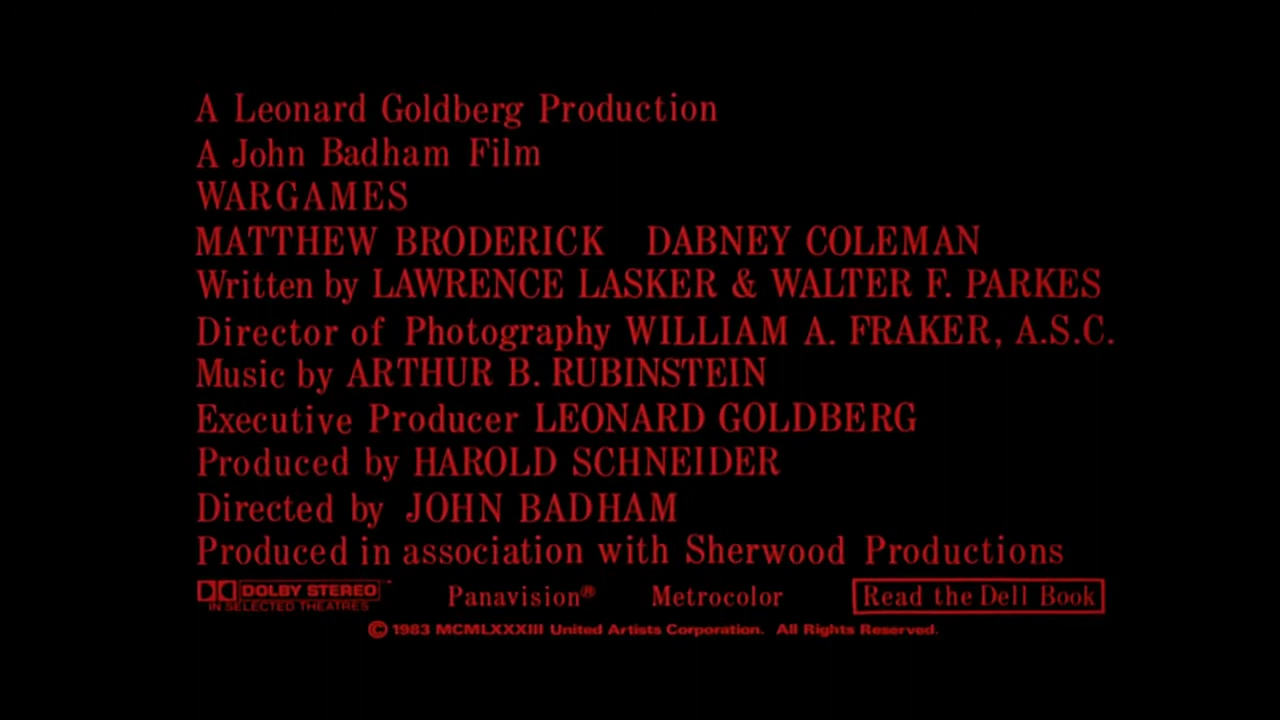 A Leonard Goldberg Production
A John Badham Film
WARGAMES
MATTHEW BRODERICK DABNEY COLEMAN
Written by LAWRENCE LASKER & WALTER F. PARKES
Director of Photography WILLIAM A. FRAKER, A.S.C.
Music by ARTHUR B. RUBINSTEIN
Executive Producer LEONARD GOLDBERG
Produced by HAROLD SCHNEIDER
Directed by JOHN BADHAM
Produced in association with Sherwood Productions
DOLBY STEREO Panavision® Metrocolor Read the Dell Book
IN SELECTED THEATRES
© 1983 MCMLXXXIII United Artists Corporation. All Rights Reserved.